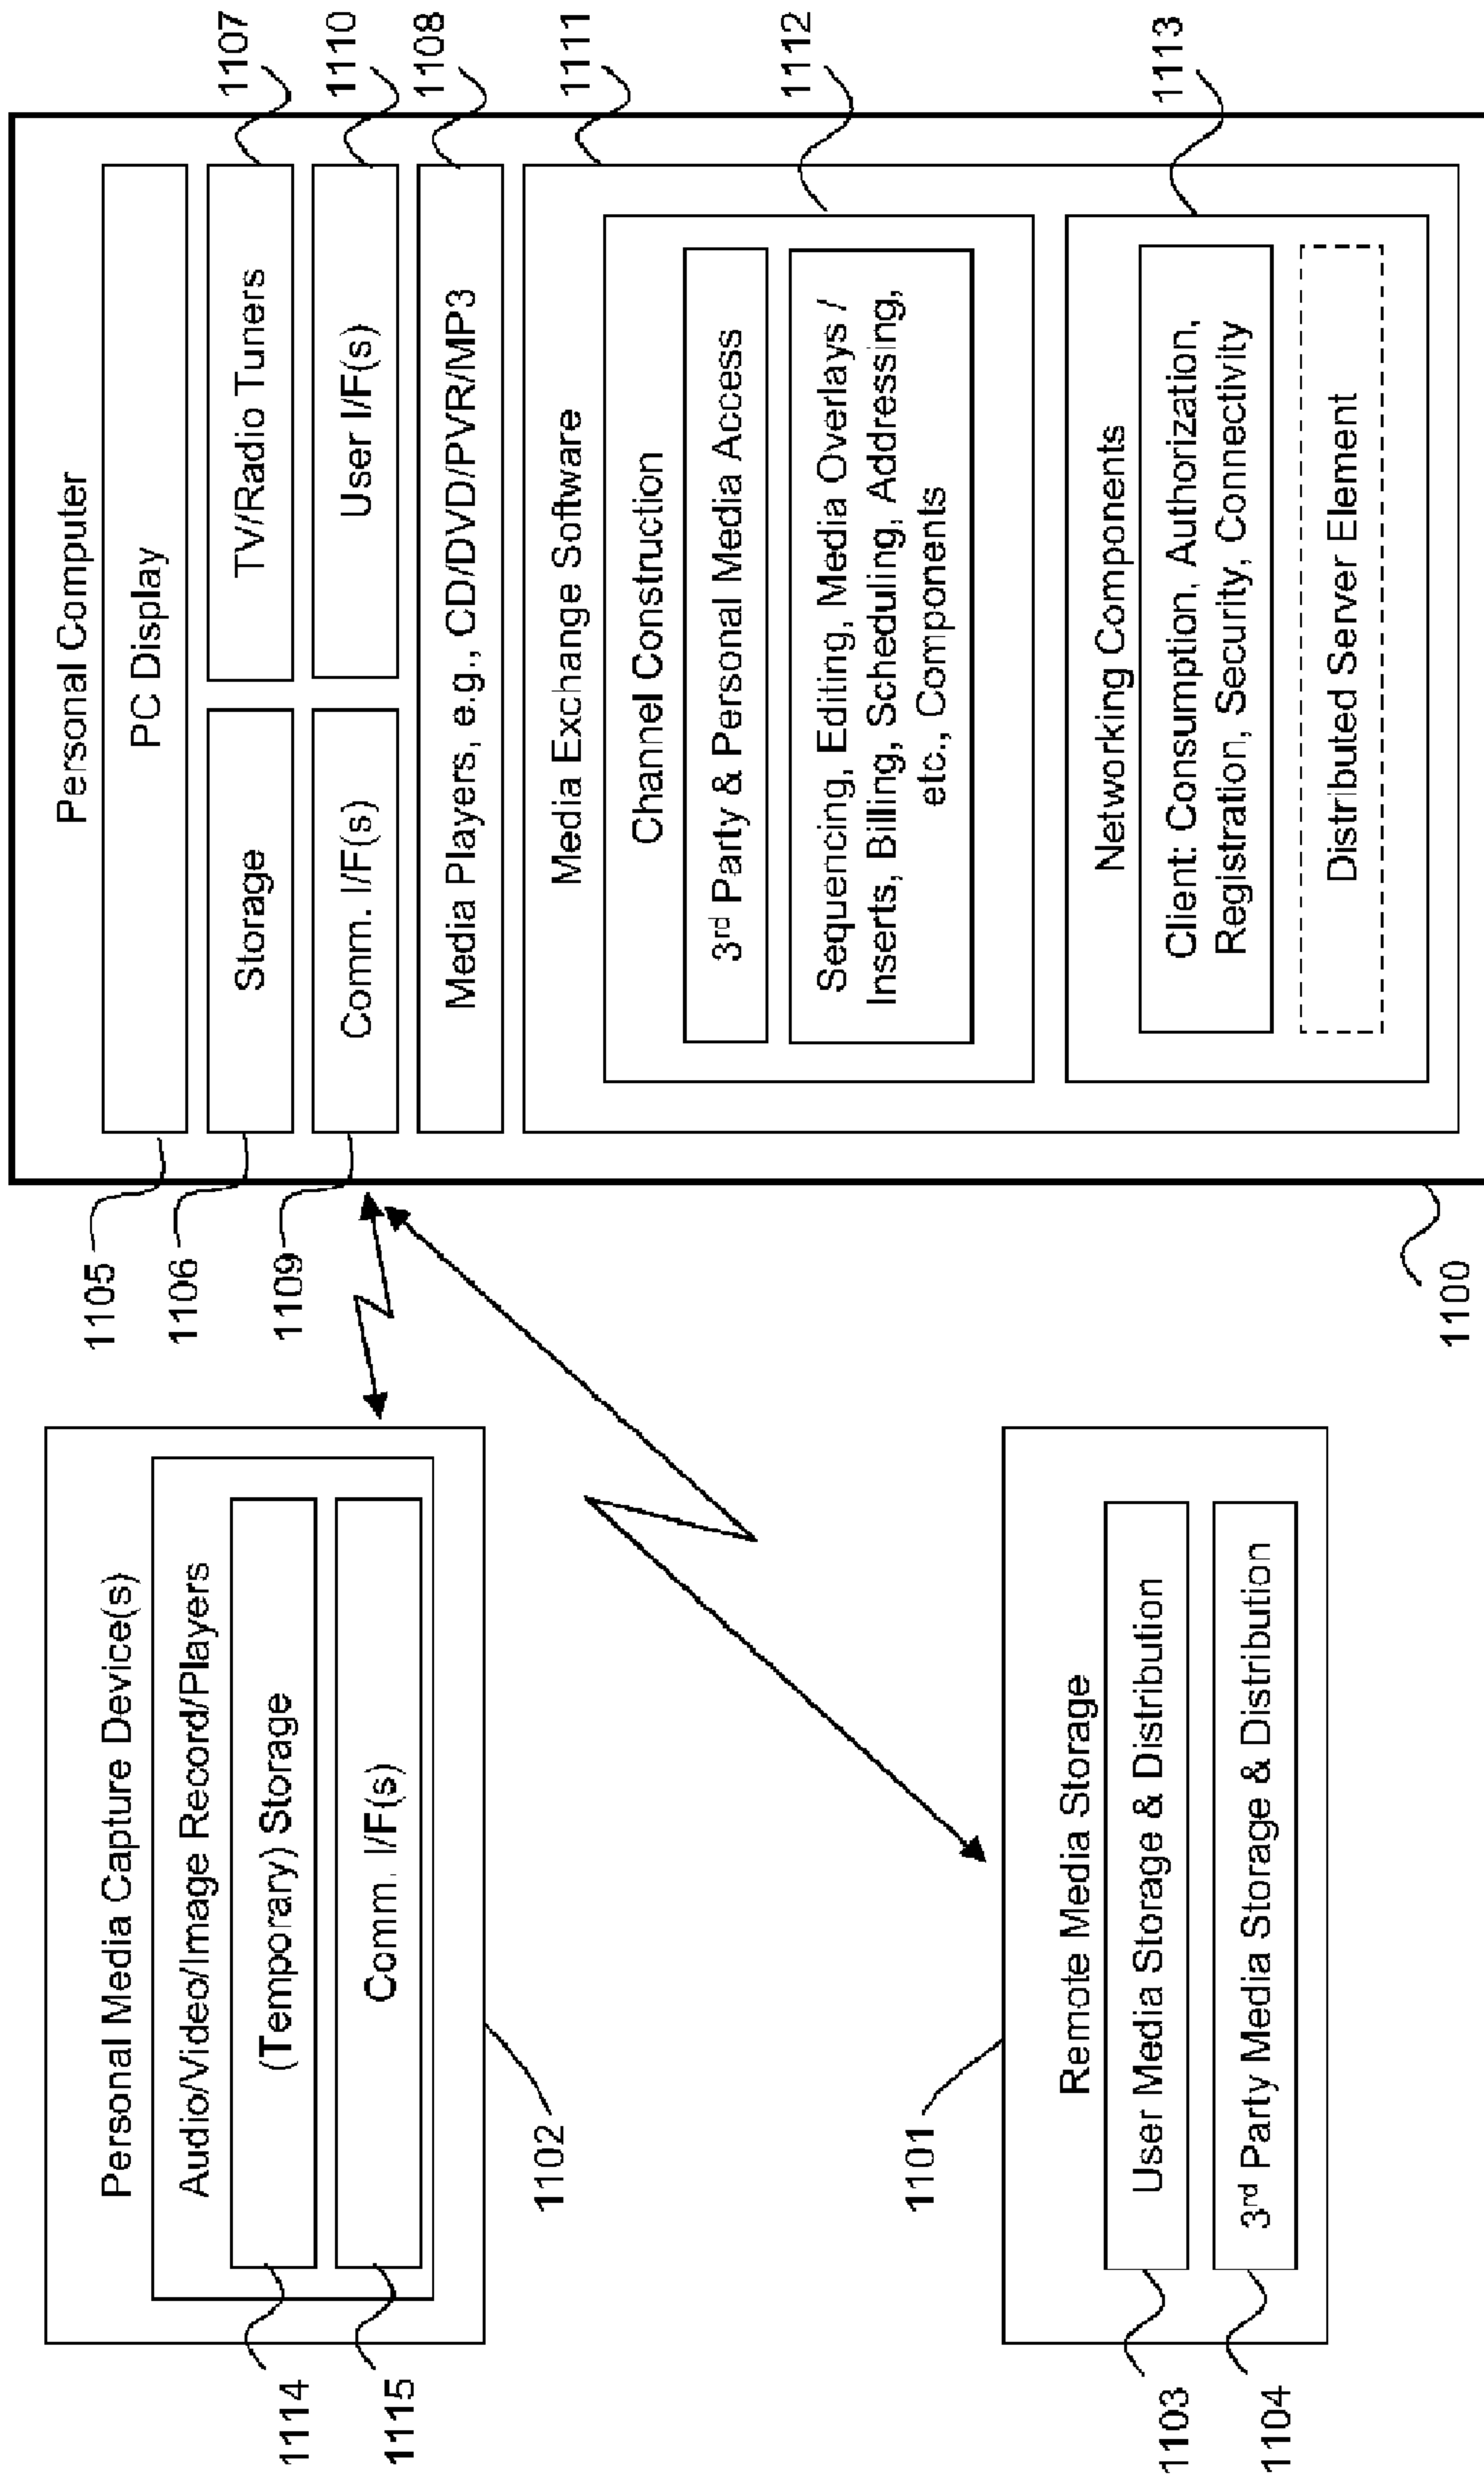 Personal Media Capture Device(s)
Audio/Video/Image Record/Players
(Temporary) Storage
Comm. I/F(s)
1114
1115
1102
Remote Media Storage
User Media Storage & Distribution
3rd Party Media Storage & Distribution
1101
1103
1104
Personal Computer
PC Display
Storage
TV/Radio Tuners
Comm. I/F(s)
User I/F(s)
Media Players, e.g., CD/DVD/PVR/MP3
Media Exchange Software
Channel Construction
3rd Party & Personal Media Access
Sequencing, Editing, Media Overlays /
Inserts, Billing, Scheduling, Addressing,
etc., Components
Networking Components
Client: Consumption, Authorization,
Registration, Security, Connectivity
Distributed Server Element
1105
1106
1109
1100
1107
1110
1108
1111
1112
1113